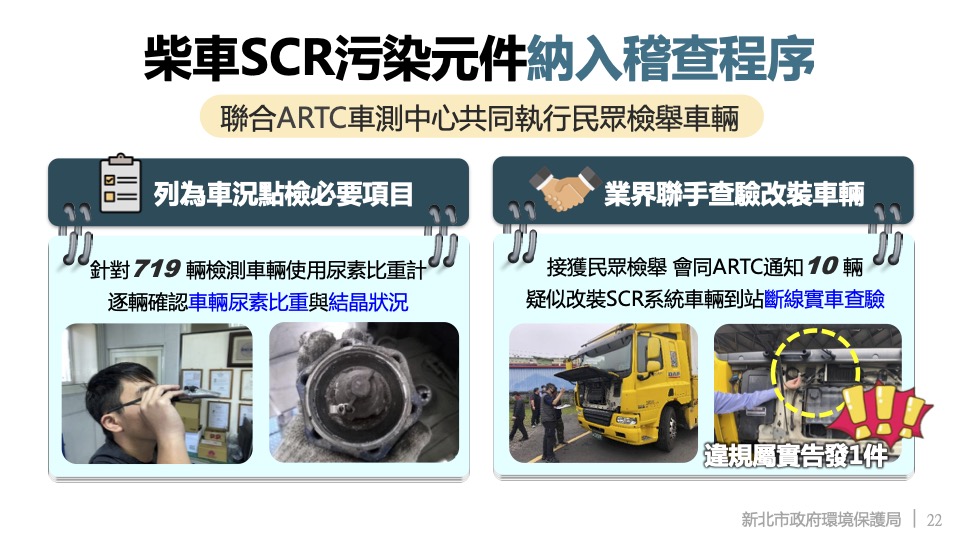 柴車SCR污染元件納入稽查程序
聯合ARTC車測中心共同執行民眾檢舉車輛
列為車況點檢必要項目
針對719 輛檢測車輛使用尿素比重計
逐輛確認車輛尿素比重與結晶狀況
業界聯手查驗改裝車輛
接獲民眾檢舉 會同ARTC通知10 輛
疑似改裝SCR系統車輛到站斷線實車查驗
違規屬實告發1件
新北市政府環境保護局 | 22